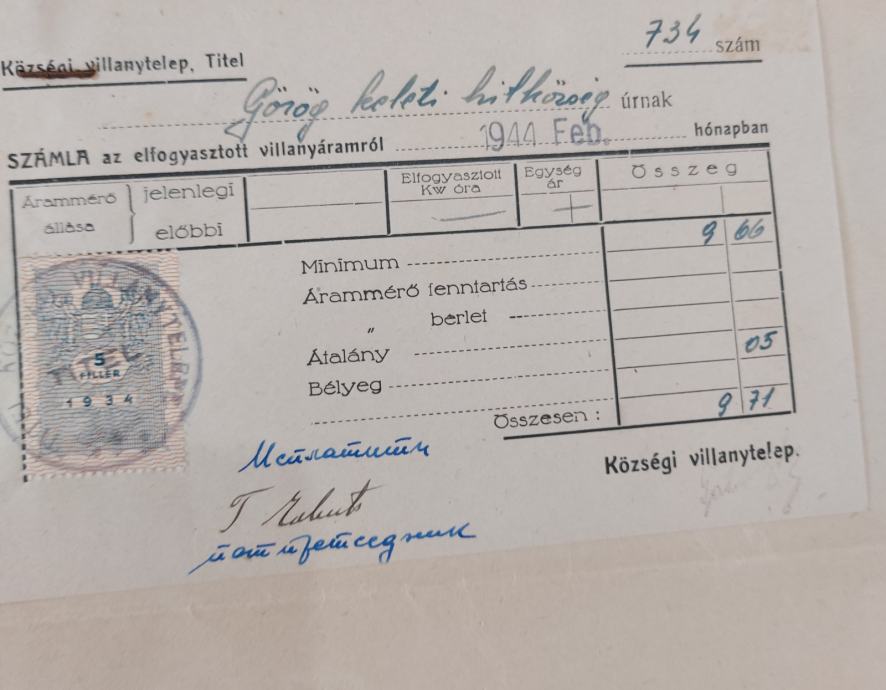 734 szám
Községi villanytelep, Titel
Görög keleti hitközség úrnak
SZÁMLA az elfogyasztott villanyáramról 1944 Feb. hónapban
Árammérő állása } jelenlegi előbbi
Elfogyasztott Kw óra
Egység ár
Összeg
Minimum 9 66
Árammérő fenntartás
„ bérlet
Átalány 05
Bélyeg
Összesen : 9 71
5
FILLÉR
1934
Исплатити
потпредседник
Községi villanytelep.